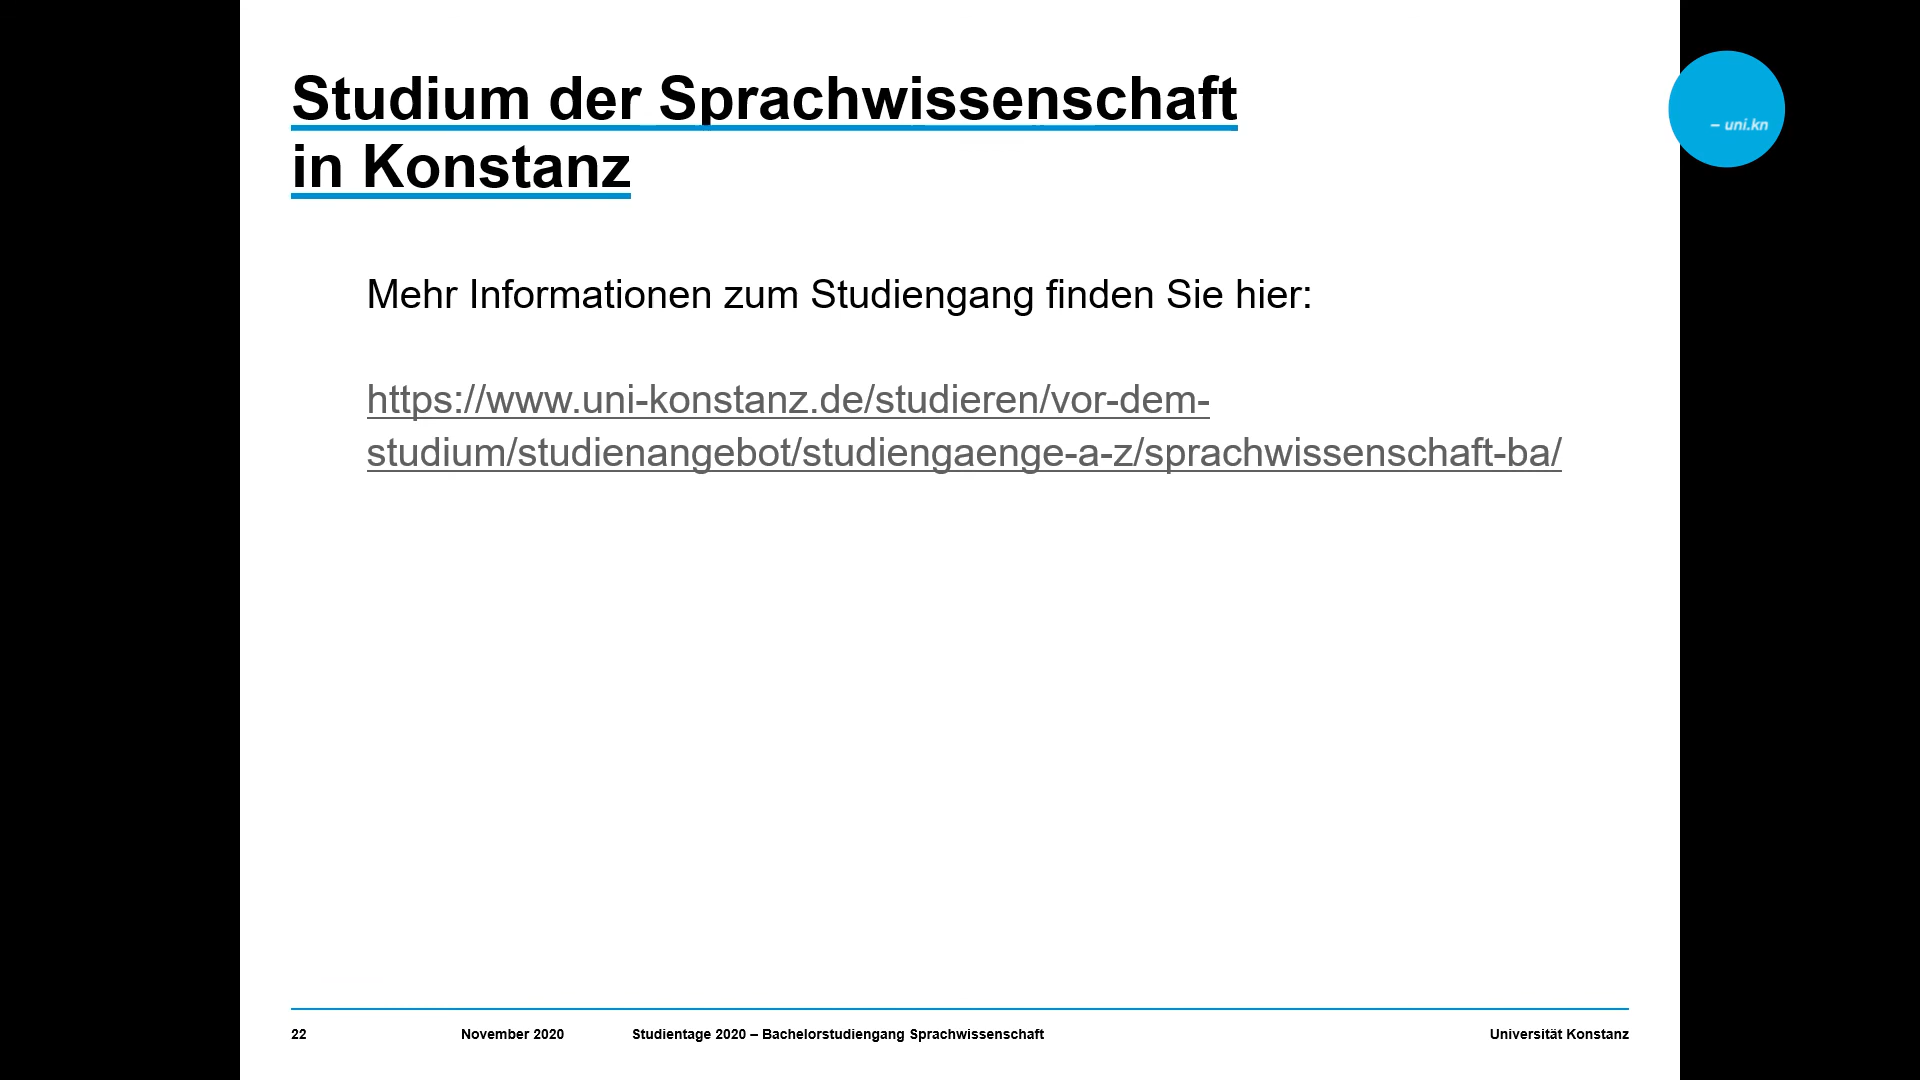 Studium der Sprachwissenschaft
in Konstanz
– uni.kn
Mehr Informationen zum Studiengang finden Sie hier:
https://www.uni-konstanz.de/studieren/vor-dem-
studium/studienangebot/studiengaenge-a-z/sprachwissenschaft-ba/
22 November 2020 Studientage 2020 – Bachelorstudiengang Sprachwissenschaft Universität Konstanz